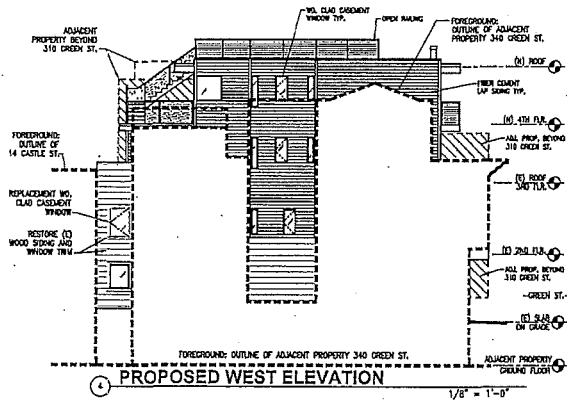 ADJACENT
PROPERTY BEYOND
310 GREEN ST.
WD. CLAD CASEMENT
WINDOW TYP.
OPEN RAILING
FOREGROUND:
OUTLINE OF ADJACENT
PROPERTY 340 GREEN ST.
(N) ROOF
FIBER CEMENT
LAP SIDING TYP.
(N) 4TH FLR.
ADJ. PROP. BEYOND
310 GREEN ST.
FOREGROUND:
OUTLINE OF
14 CASTLE ST.
(E) ROOF
3RD FLR.
REPLACEMENT WD.
CLAD CASEMENT
WINDOW
RESTORE (E)
WOOD SIDING AND
WINDOW TRIM
(E) 2ND FLR.
ADJ. PROP. BEYOND
310 GREEN ST.
-GREEN ST.-
(E) SLAB
ON GRADE
FOREGROUND: OUTLINE OF ADJACENT PROPERTY 340 GREEN ST.
ADJACENT PROPERTY
GROUND FLOOR
4 PROPOSED WEST ELEVATION
1/8" = 1'-0"